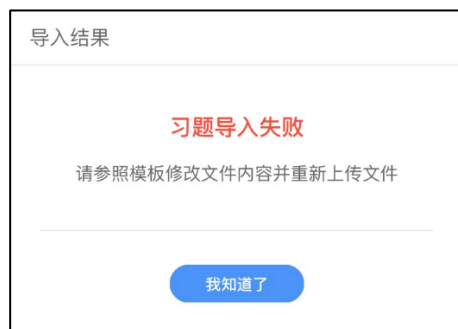 导入结果
习题导入失败
请参照模板修改文件内容并重新上传文件
我知道了